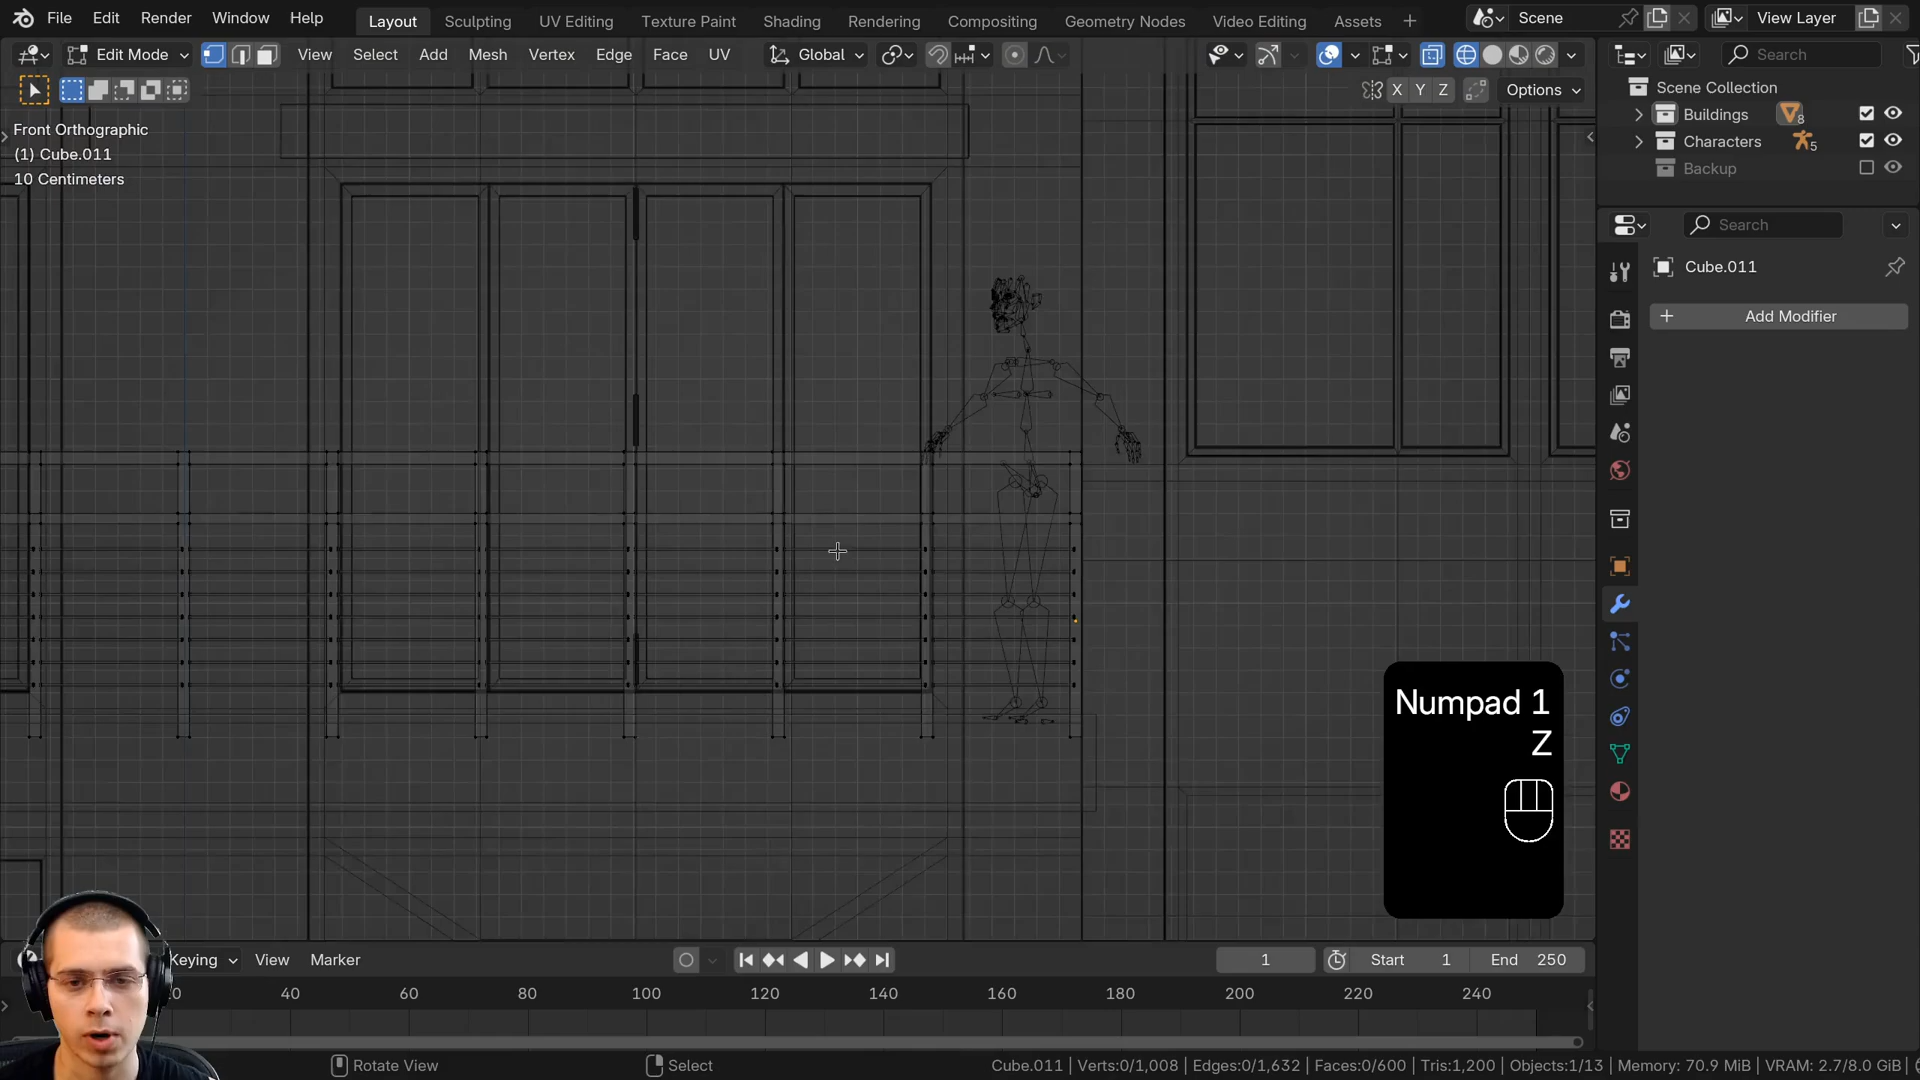 File Edit Render Window Help Layout Sculpting UV Editing Texture Paint Shading Rendering Compositing Geometry Nodes Video Editing Assets + Scene View Layer
Edit Mode View Select Add Mesh Vertex Edge Face UV Global Search
X Y Z Options
Scene Collection
Buildings 8
Characters 5
Backup
Front Orthographic
(1) Cube.011
10 Centimeters
Search
Cube.011
+ Add Modifier
Numpad 1
Z
Keying View Marker 1 Start 1 End 250
40 60 80 100 120 140 160 180 200 220 240
Rotate View Select Cube.011 | Verts:0/1,008 | Edges:0/1,632 | Faces:0/600 | Tris:1,200 | Objects:1/13 | Memory: 70.9 MiB | VRAM: 2.7/8.0 GiB |